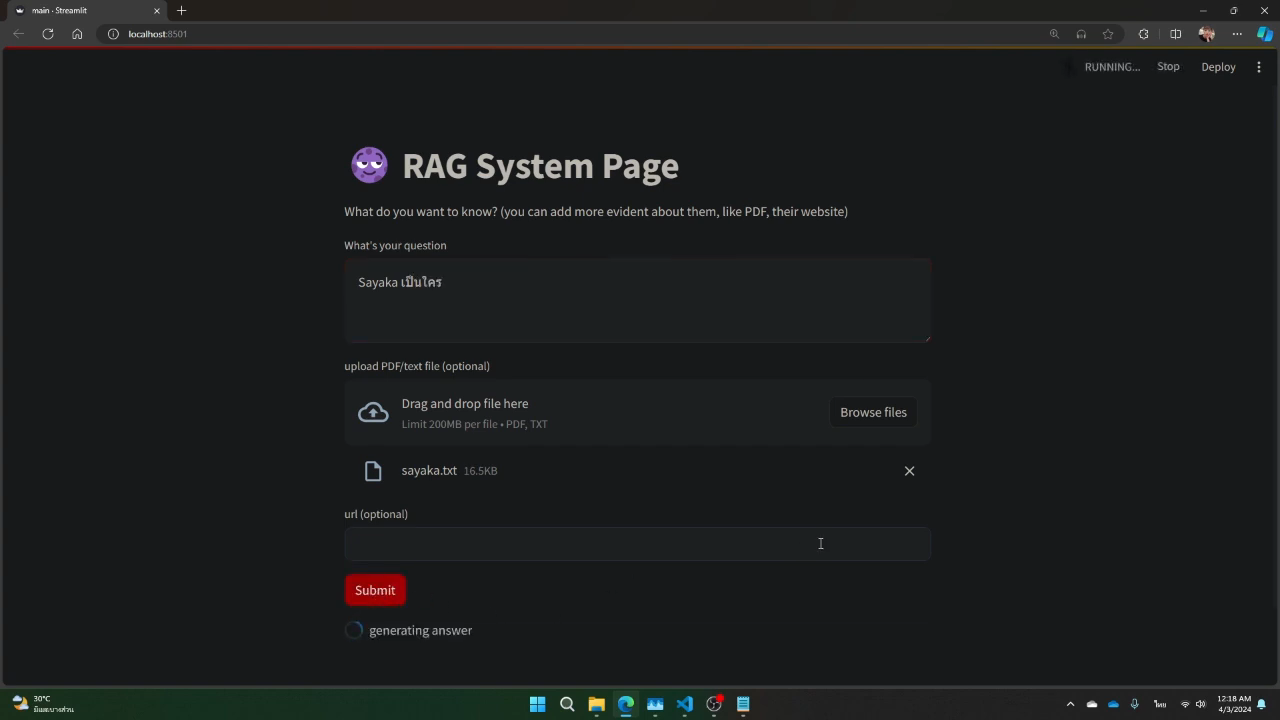 main - Streamlit
localhost:8501
RUNNING...
Stop
Deploy
RAG System Page
What do you want to know? (you can add more evident about them, like PDF, their website)
What's your question
Sayaka เป็นใคร
upload PDF/text file (optional)
Drag and drop file here
Limit 200MB per file • PDF, TXT
Browse files
sayaka.txt 16.5KB
url (optional)
Submit
generating answer
30°C
มีแดดบางส่วน
ไทย
12:18 AM
4/3/2024